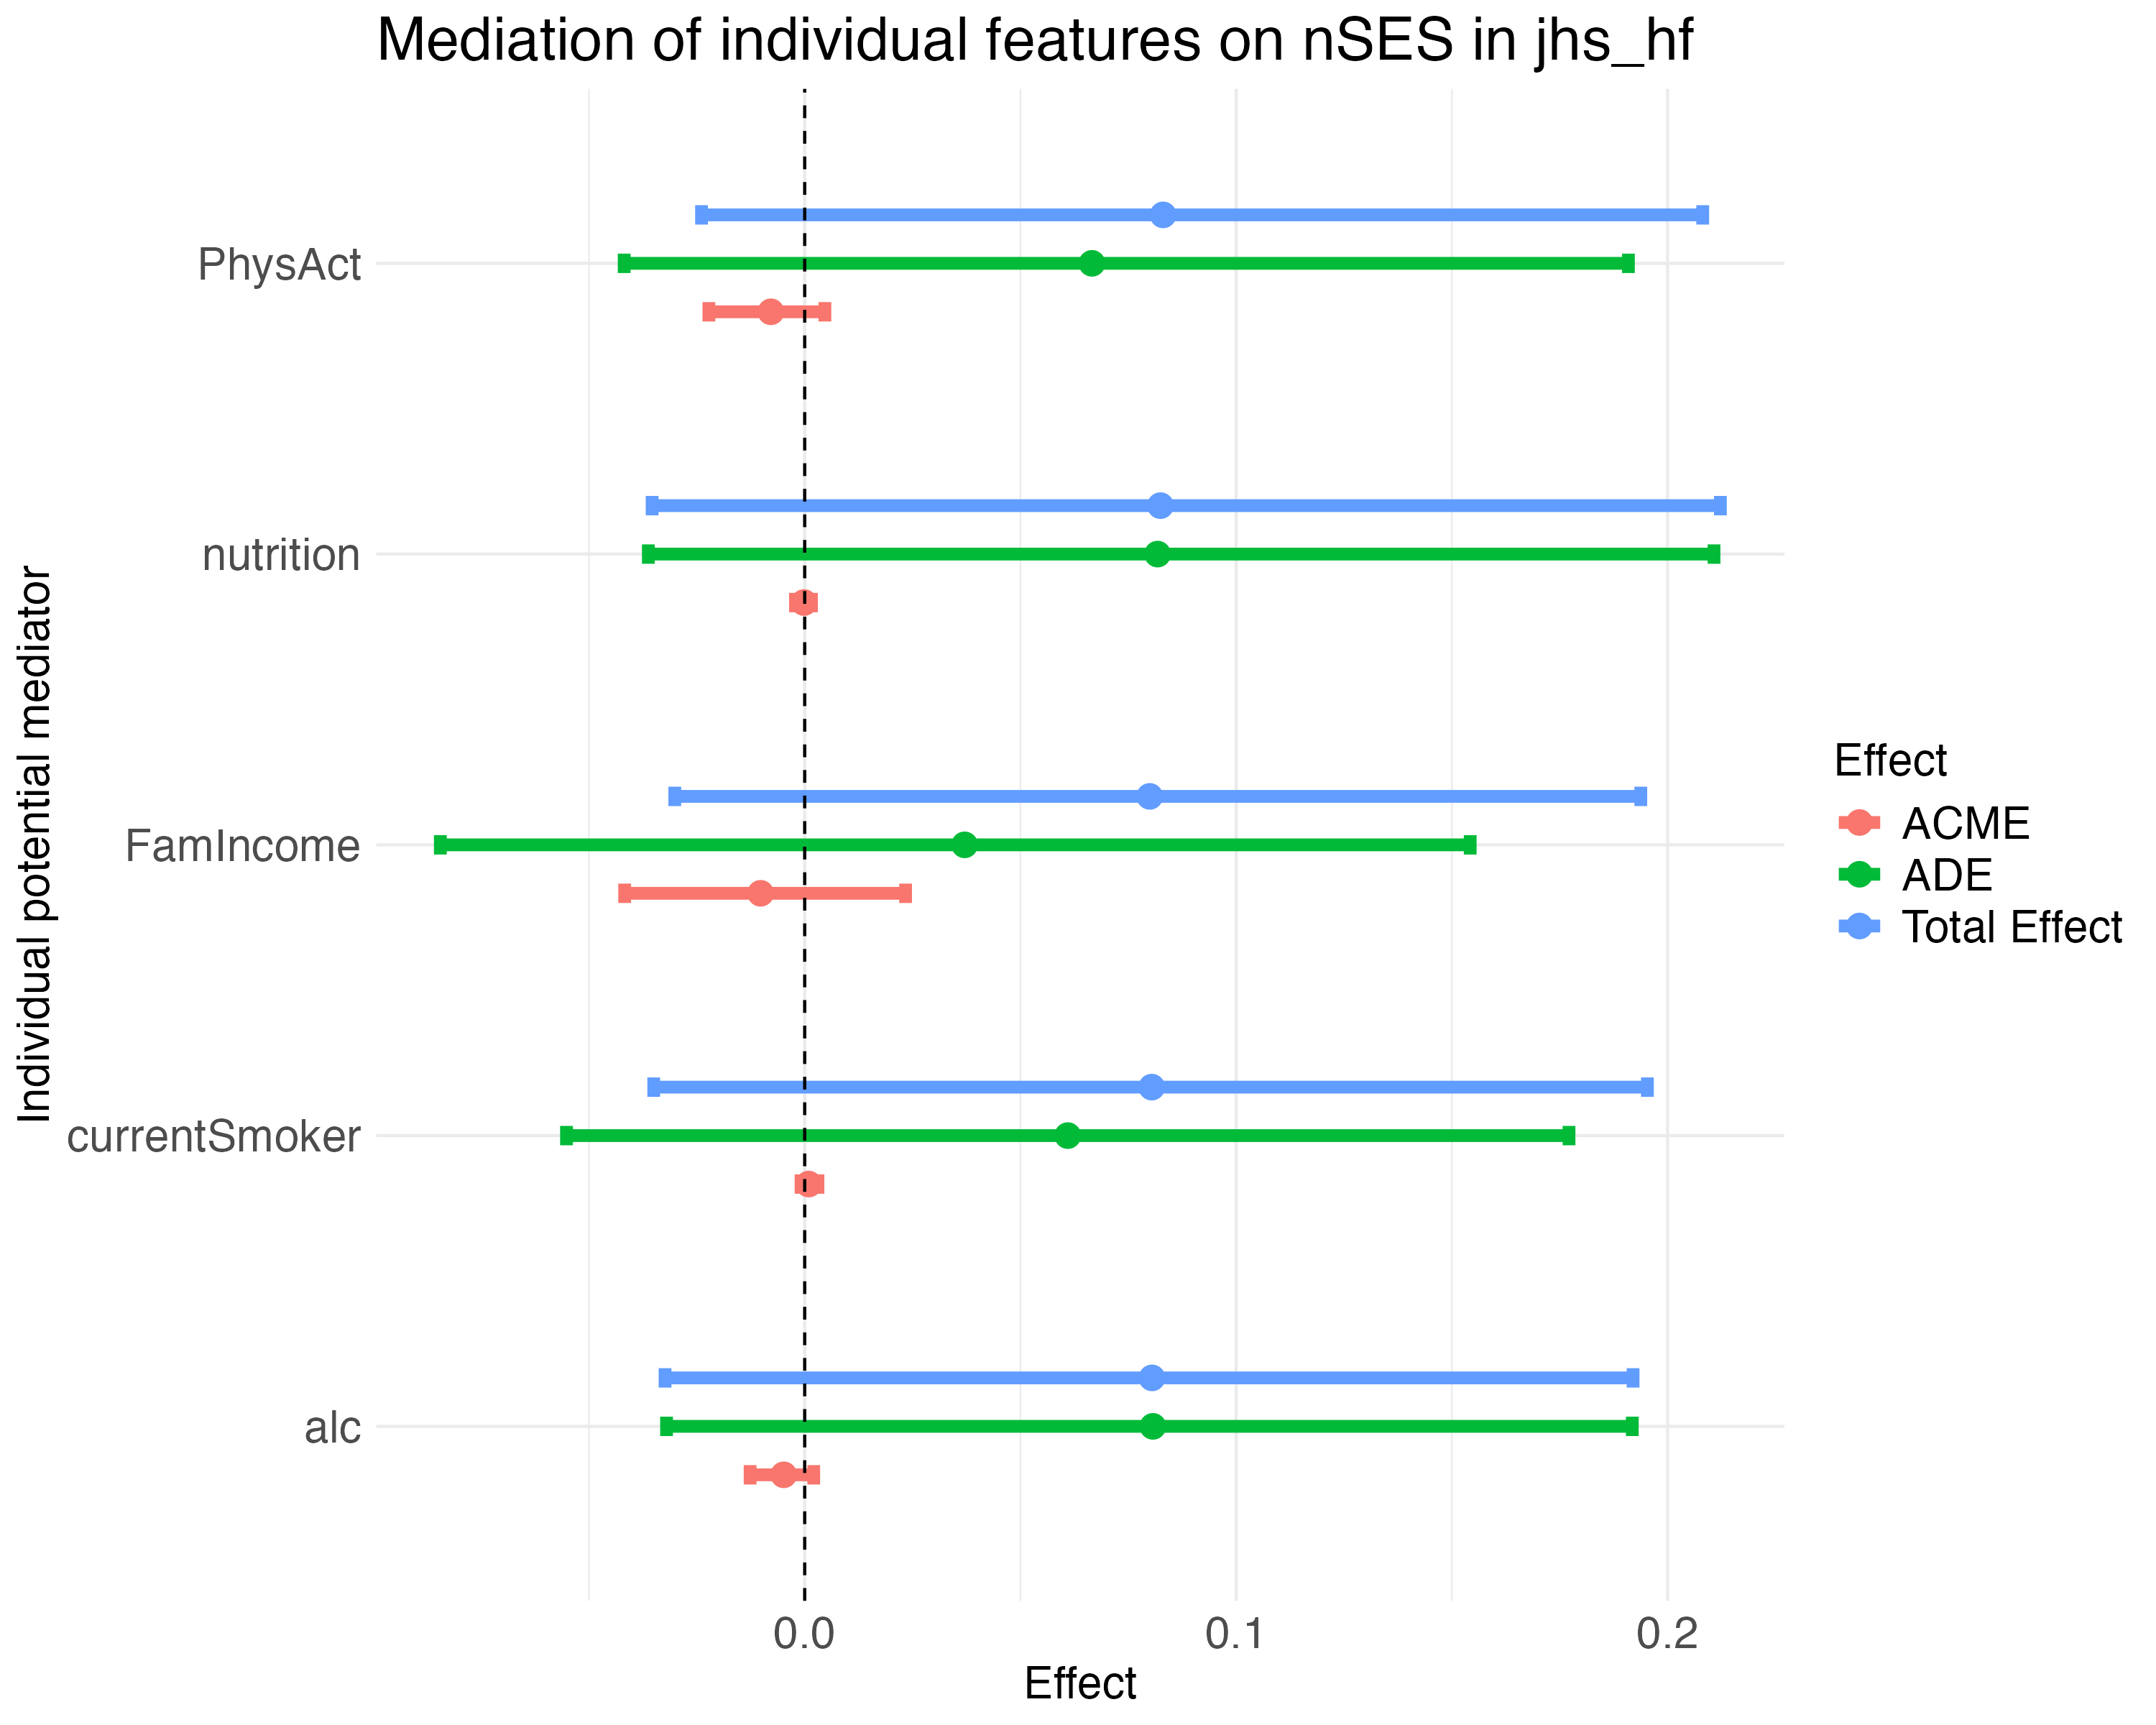 Mediation of individual features on nSES in jhs_hf
Individual potential mediator
PhysAct
nutrition
FamIncome
currentSmoker
alc
0.0
0.1
0.2
Effect
Effect
ACME
ADE
Total Effect